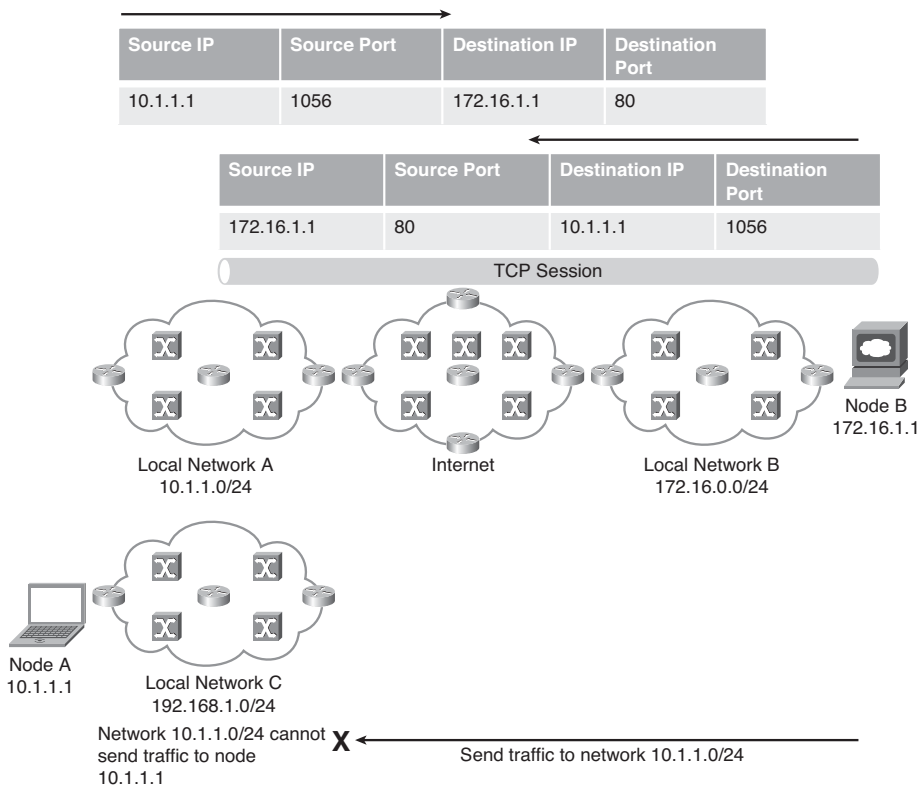 Source IP Source Port Destination IP Destination
Port
10.1.1.1 1056 172.16.1.1 80
Source IP Source Port Destination IP Destination
Port
172.16.1.1 80 10.1.1.1 1056
TCP Session
Node B
172.16.1.1
Local Network A
10.1.1.0/24
Internet
Local Network B
172.16.0.0/24
Node A
10.1.1.1
Local Network C
192.168.1.0/24
Network 10.1.1.0/24 cannot
send traffic to node
10.1.1.1
X
Send traffic to network 10.1.1.0/24